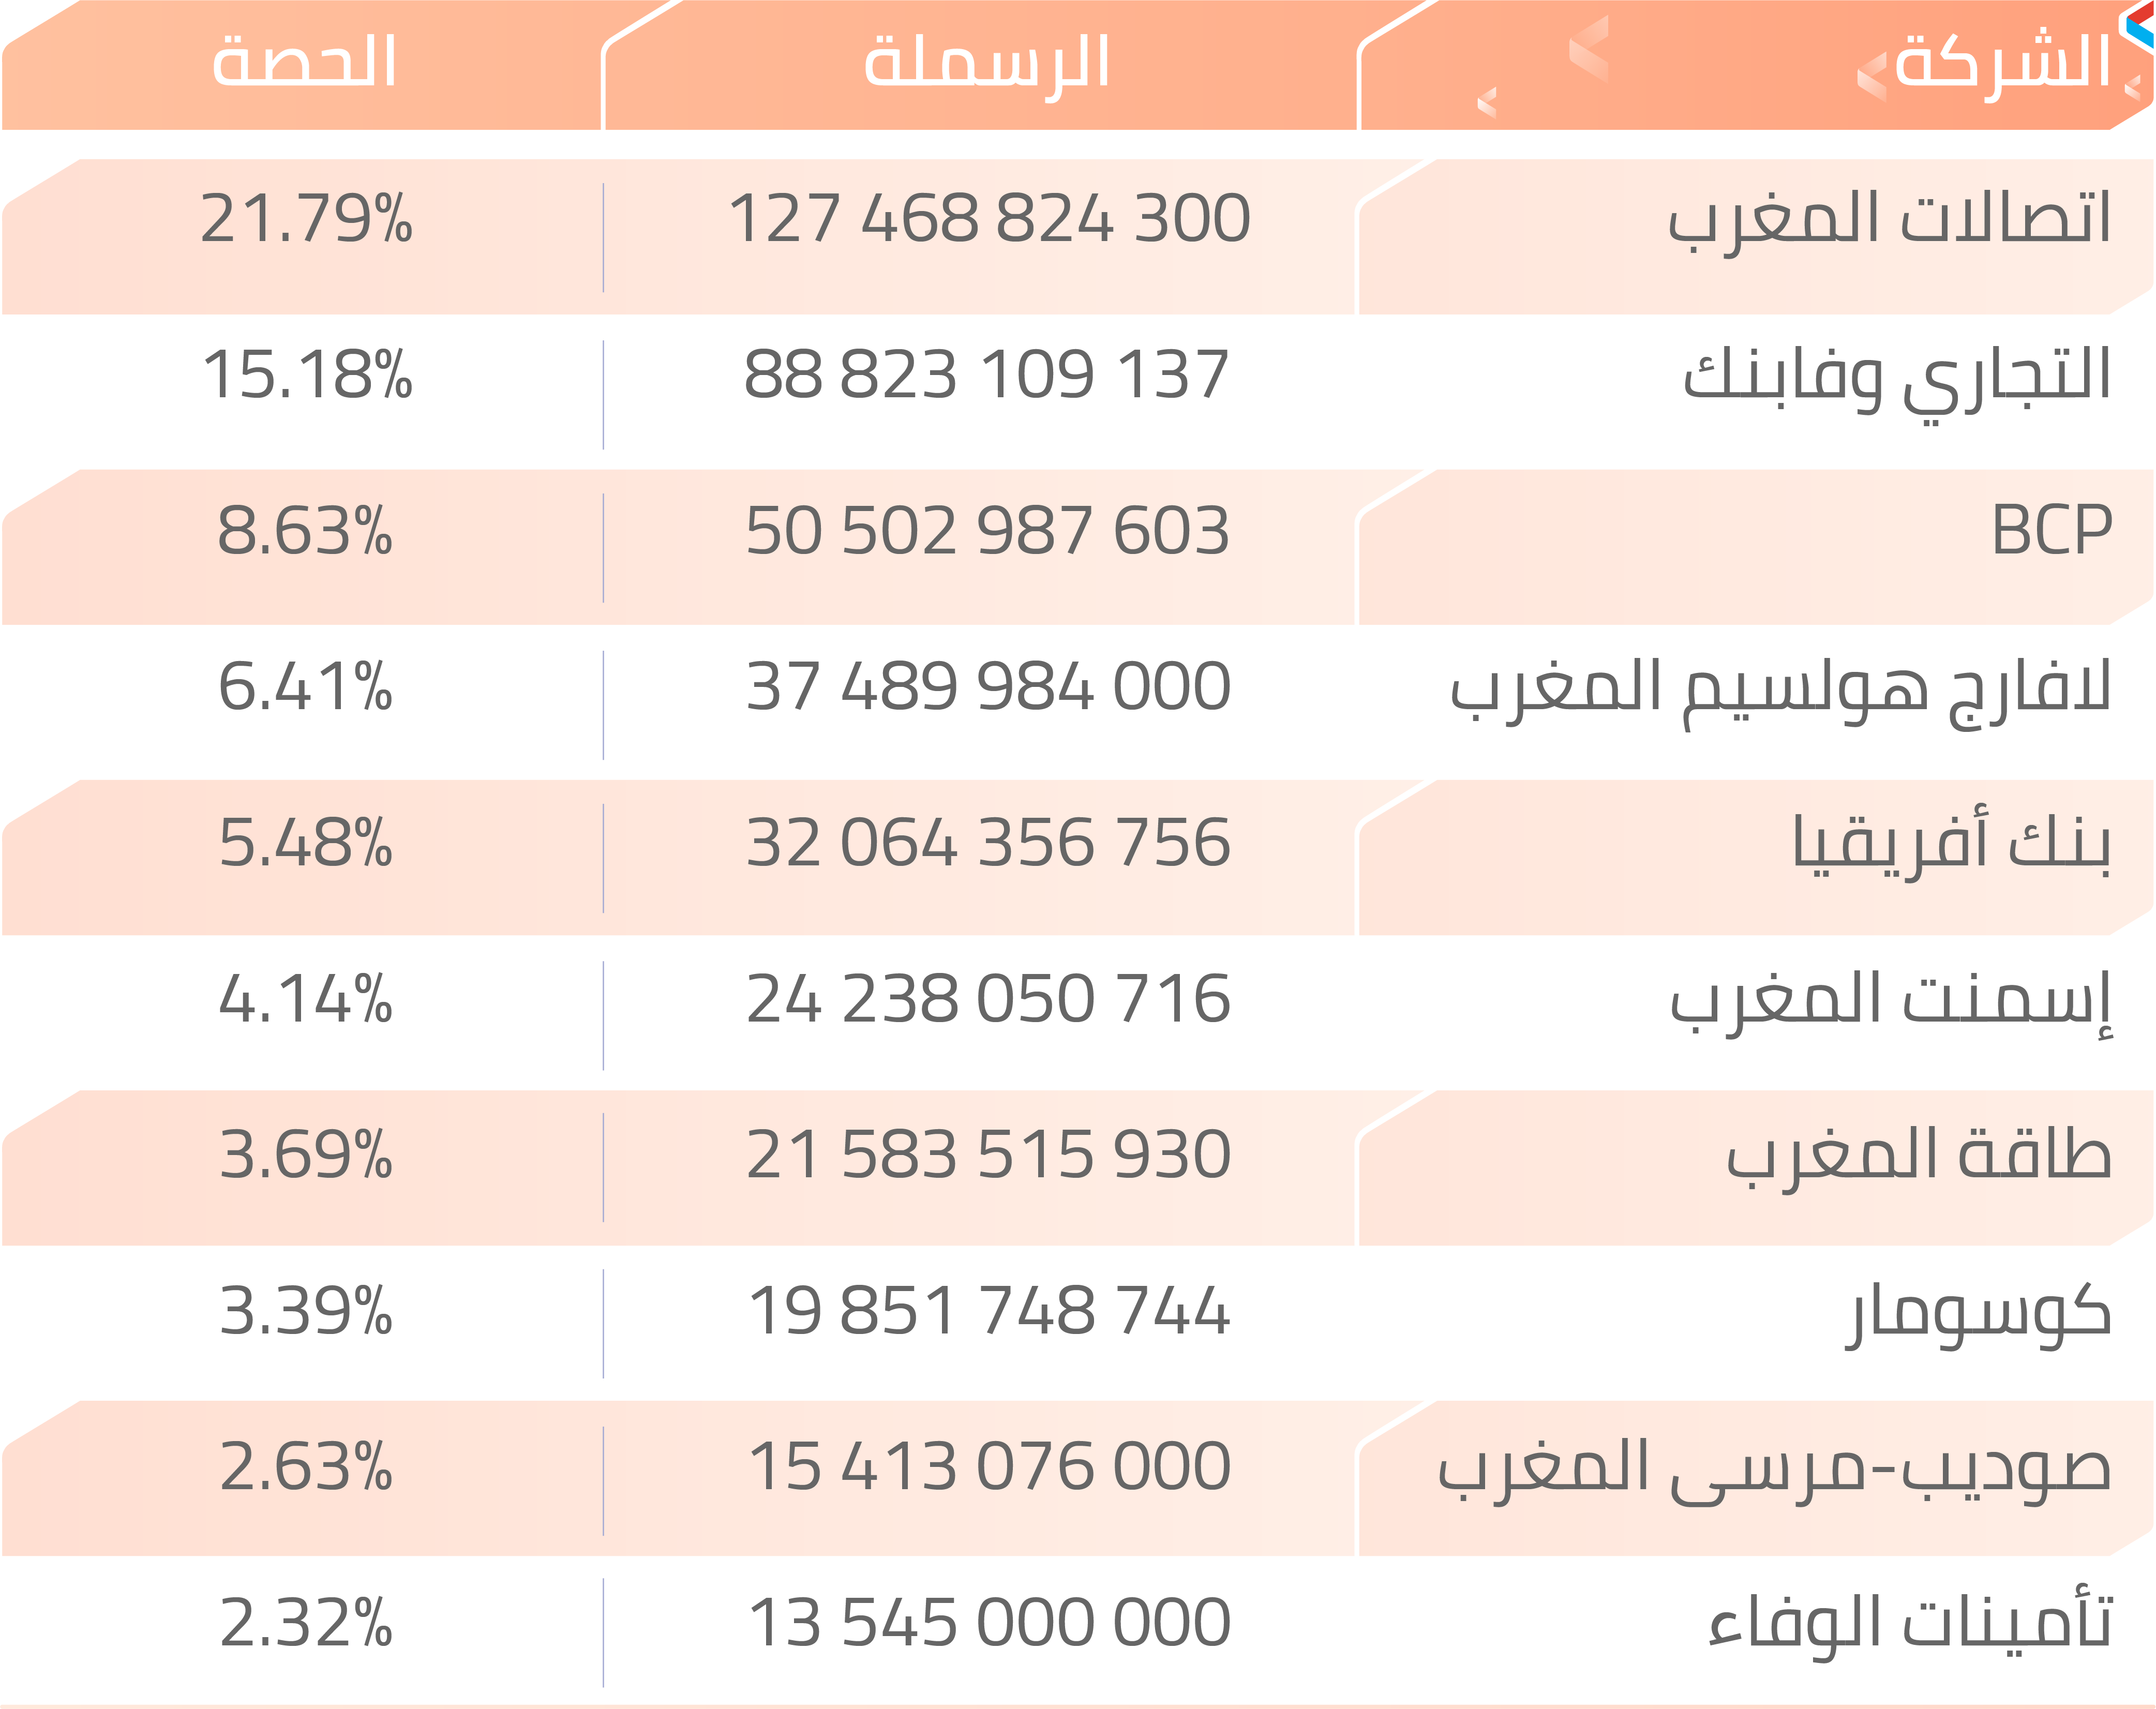 الشركة الرسملة الحصة
اتصالات المغرب 127 468 824 300 21.79%
التجاري وفابنك 88 823 109 137 15.18%
BCP 50 502 987 603 8.63%
لافارج هولسيم المغرب 37 489 984 000 6.41%
بنك أفريقيا 32 064 356 756 5.48%
إسمنت المغرب 24 238 050 716 4.14%
طاقة المغرب 21 583 515 930 3.69%
كوسومار 19 851 748 744 3.39%
صوديب-مرسى المغرب 15 413 076 000 2.63%
تأمينات الوفاء 13 545 000 000 2.32%